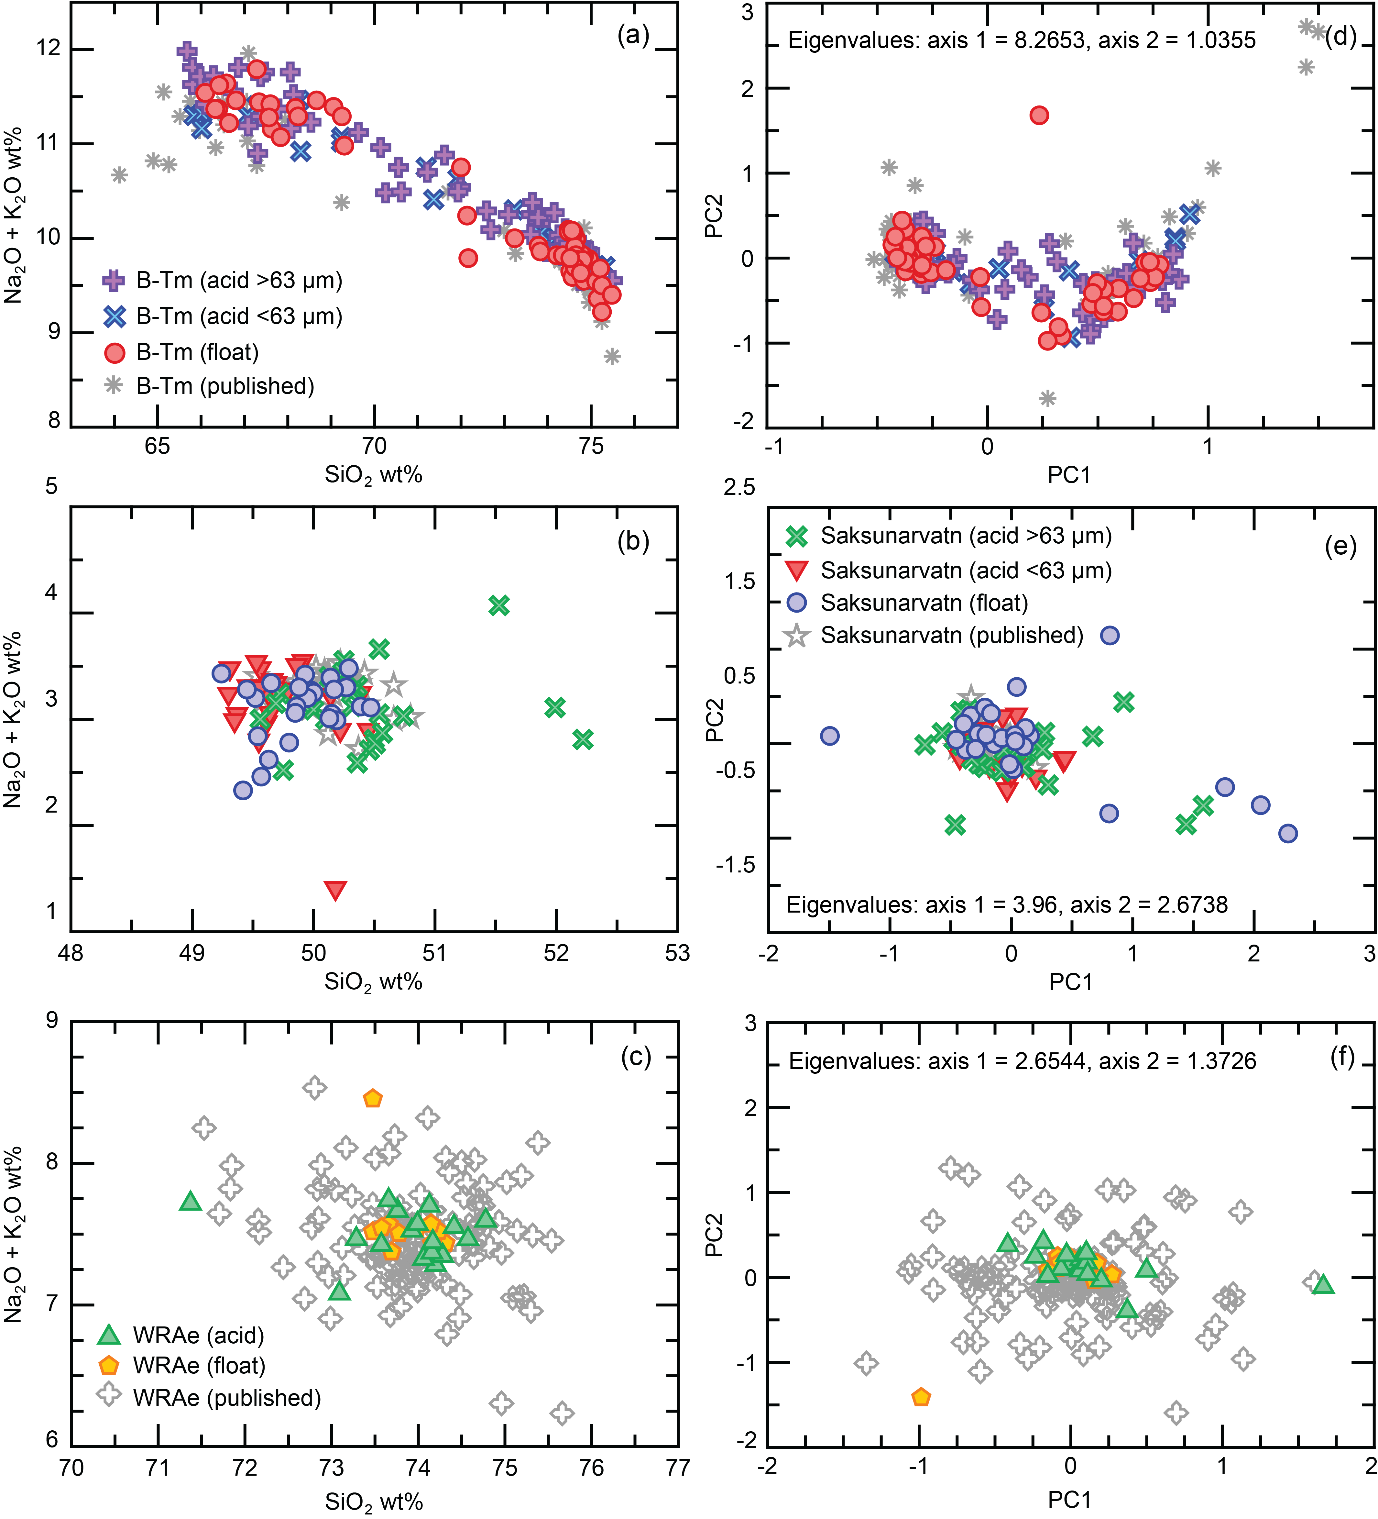 (a)
12
11
10
9
8
Na₂O + K₂O wt%
B-Tm (acid >63 µm)
B-Tm (acid <63 µm)
B-Tm (float)
B-Tm (published)
65 70 75
SiO₂ wt%
(d)
Eigenvalues: axis 1 = 8.2653, axis 2 = 1.0355
3
2
1
0
-1
-2
PC2
-1 0 1
PC1
(b)
5
4
3
2
1
Na₂O + K₂O wt%
48 49 50 51 52 53
SiO₂ wt%
(e)
2.5
1.5
0.5
-0.5
-1.5
PC2
Saksunarvatn (acid >63 µm)
Saksunarvatn (acid <63 µm)
Saksunarvatn (float)
Saksunarvatn (published)
Eigenvalues: axis 1 = 3.96, axis 2 = 2.6738
-2 -1 0 1 2 3
PC1
(c)
9
8
7
6
Na₂O + K₂O wt%
WRAe (acid)
WRAe (float)
WRAe (published)
70 71 72 73 74 75 76 77
SiO₂ wt%
(f)
Eigenvalues: axis 1 = 2.6544, axis 2 = 1.3726
3
2
1
0
-1
-2
PC2
-2 -1 0 1 2
PC1